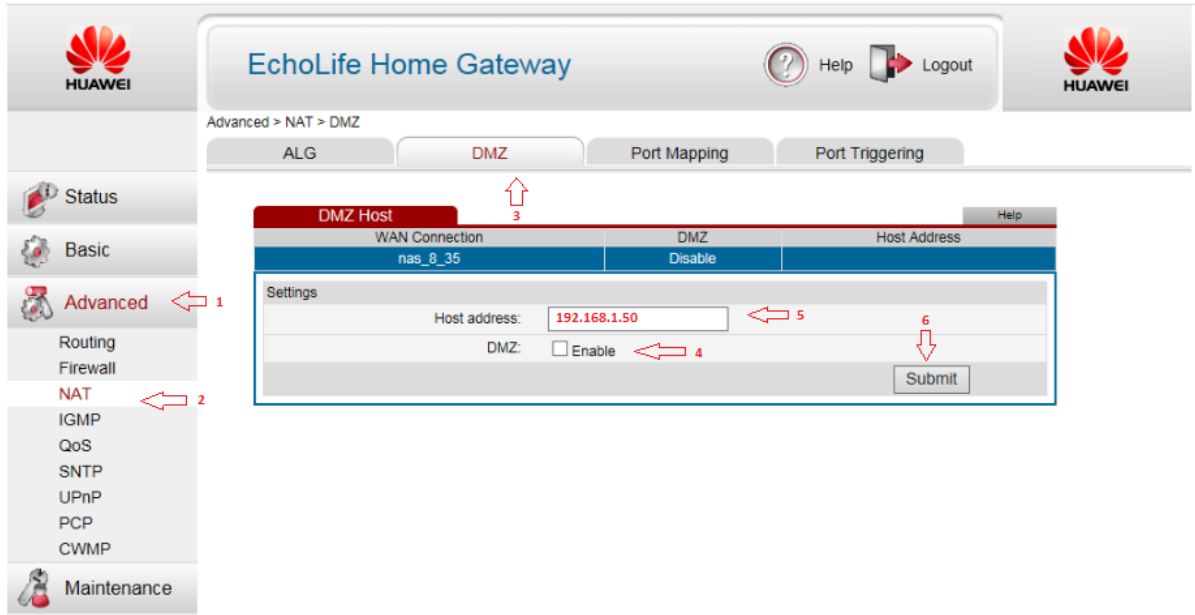 HUAWEI
EchoLife Home Gateway
? Help Logout
HUAWEI
Advanced > NAT > DMZ
ALG DMZ Port Mapping Port Triggering
3
Status
Basic
Advanced 1
Routing
Firewall
NAT 2
IGMP
QoS
SNTP
UPnP
PCP
CWMP
Maintenance
DMZ Host Help
WAN Connection DMZ Host Address
nas_8_35 Disable
Settings
Host address: 192.168.1.50 5
6
DMZ: Enable 4
Submit